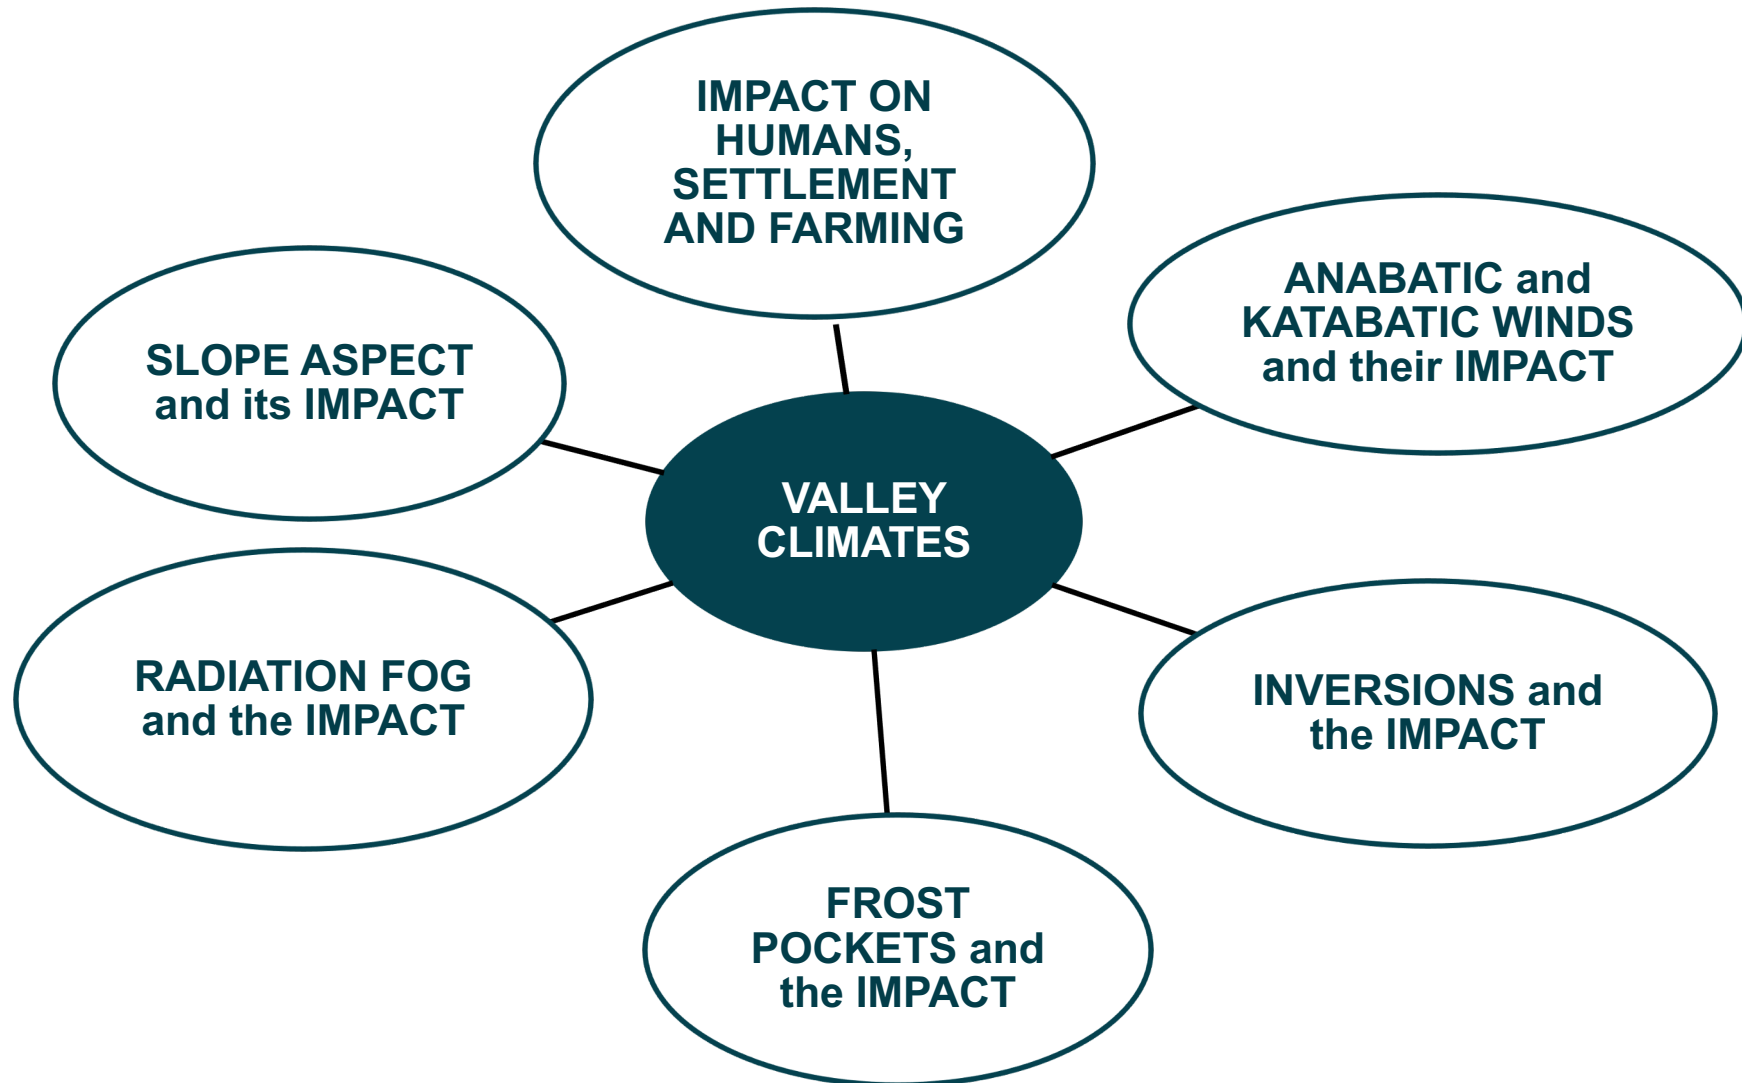 IMPACT ON
HUMANS,
SETTLEMENT
AND FARMING
ANABATIC and
KATABATIC WINDS
and their IMPACT
SLOPE ASPECT
and its IMPACT
VALLEY
CLIMATES
RADIATION FOG
and the IMPACT
INVERSIONS and
the IMPACT
FROST
POCKETS and
the IMPACT